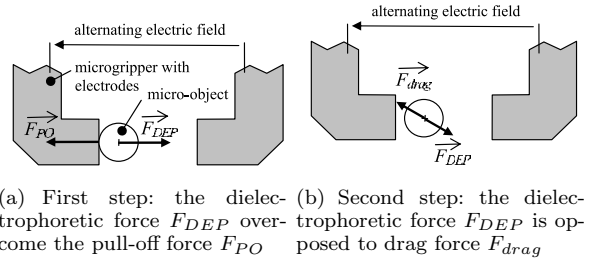 alternating electric field
microgripper with
electrodes
micro-object
F_PO
F_DEP
alternating electric field
F_drag
F_DEP
(a) First step: the dielec-
trophoretic force F_DEP over-
come the pull-off force F_PO
(b) Second step: the dielec-
trophoretic force F_DEP is op-
posed to drag force F_drag